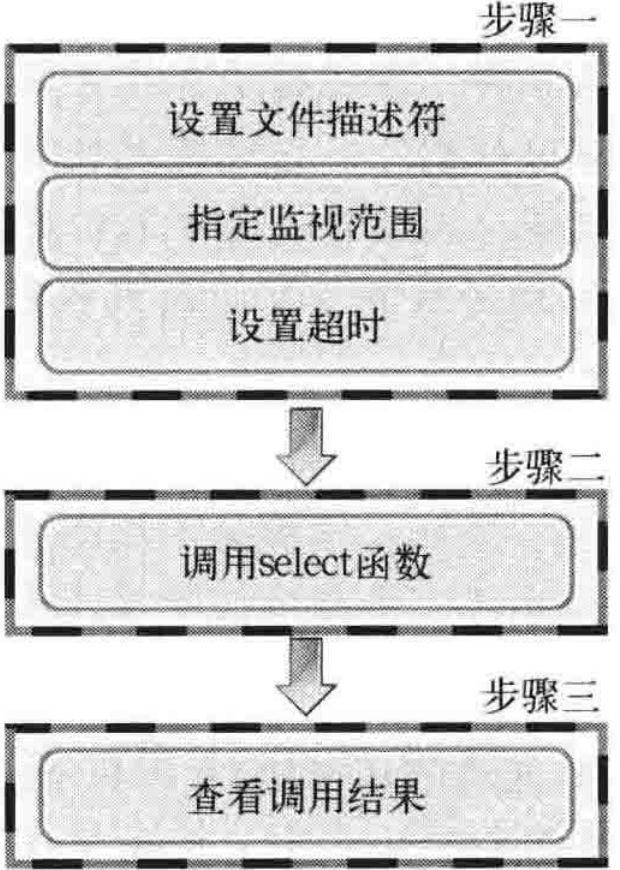 步骤一
设置文件描述符
指定监视范围
设置超时
步骤二
调用select函数
步骤三
查看调用结果